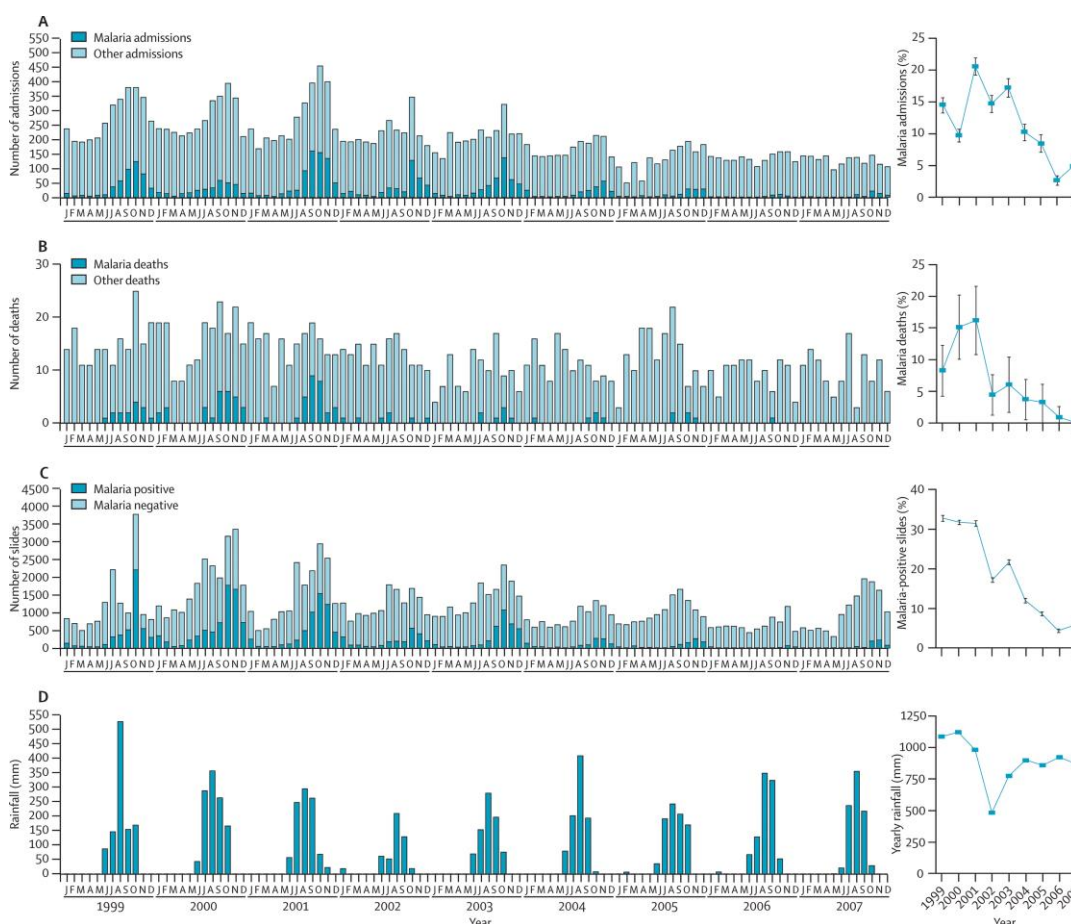 A
Malaria admissions
Other admissions
Number of admissions
550
500
450
400
350
300
250
200
150
100
50
0
J F M A M J J A S O N D J F M A M J J A S O N D J F M A M J J A S O N D J F M A M J J A S O N D J F M A M J J A S O N D J F M A M J J A S O N D J F M A M J J A S O N D J F M A M J J A S O N D J F M A M J J A S O N D
Malaria admissions (%)
25
20
15
10
5
0
B
Malaria deaths
Other deaths
Number of deaths
30
20
10
0
J F M A M J J A S O N D J F M A M J J A S O N D J F M A M J J A S O N D J F M A M J J A S O N D J F M A M J J A S O N D J F M A M J J A S O N D J F M A M J J A S O N D J F M A M J J A S O N D J F M A M J J A S O N D
Malaria deaths (%)
25
20
15
10
5
0
C
Malaria positive
Malaria negative
Number of slides
4500
4000
3500
3000
2500
2000
1500
1000
500
0
J F M A M J J A S O N D J F M A M J J A S O N D J F M A M J J A S O N D J F M A M J J A S O N D J F M A M J J A S O N D J F M A M J J A S O N D J F M A M J J A S O N D J F M A M J J A S O N D J F M A M J J A S O N D
Malaria-positive slides (%)
40
30
20
10
0
D
Rainfall (mm)
550
500
450
400
350
300
250
200
150
100
50
0
J F M A M J J A S O N D J F M A M J J A S O N D J F M A M J J A S O N D J F M A M J J A S O N D J F M A M J J A S O N D J F M A M J J A S O N D J F M A M J J A S O N D J F M A M J J A S O N D J F M A M J J A S O N D
1999 2000 2001 2002 2003 2004 2005 2006 2007
Year
Yearly rainfall (mm)
1250
1000
750
500
250
0
1999 2000 2001 2002 2003 2004 2005 2006